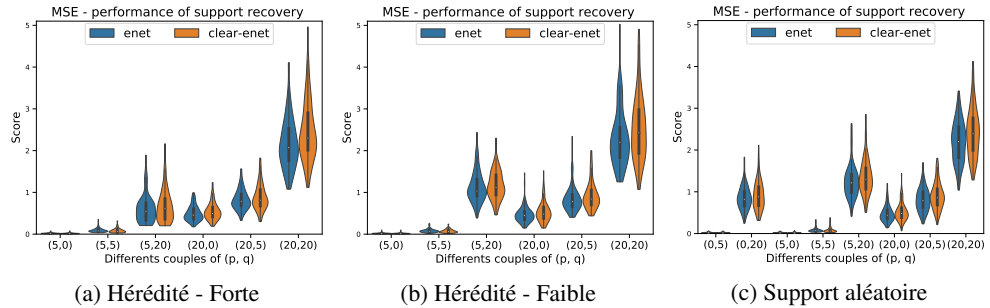 MSE - performance of support recovery
enet clear-enet
Score
5
4
3
2
1
0
(5,0) (5,5) (5,20) (20,0) (20,5) (20,20)
Differents couples of (p, q)
(a) Hérédité - Forte
MSE - performance of support recovery
enet clear-enet
Score
5
4
3
2
1
0
(5,0) (5,5) (5,20) (20,0) (20,5) (20,20)
Differents couples of (p, q)
(b) Hérédité - Faible
MSE - performance of support recovery
enet clear-enet
Score
5
4
3
2
1
0
(0,5) (0,20) (5,0) (5,5) (5,20) (20,0) (20,5) (20,20)
Differents couples of (p, q)
(c) Support aléatoire